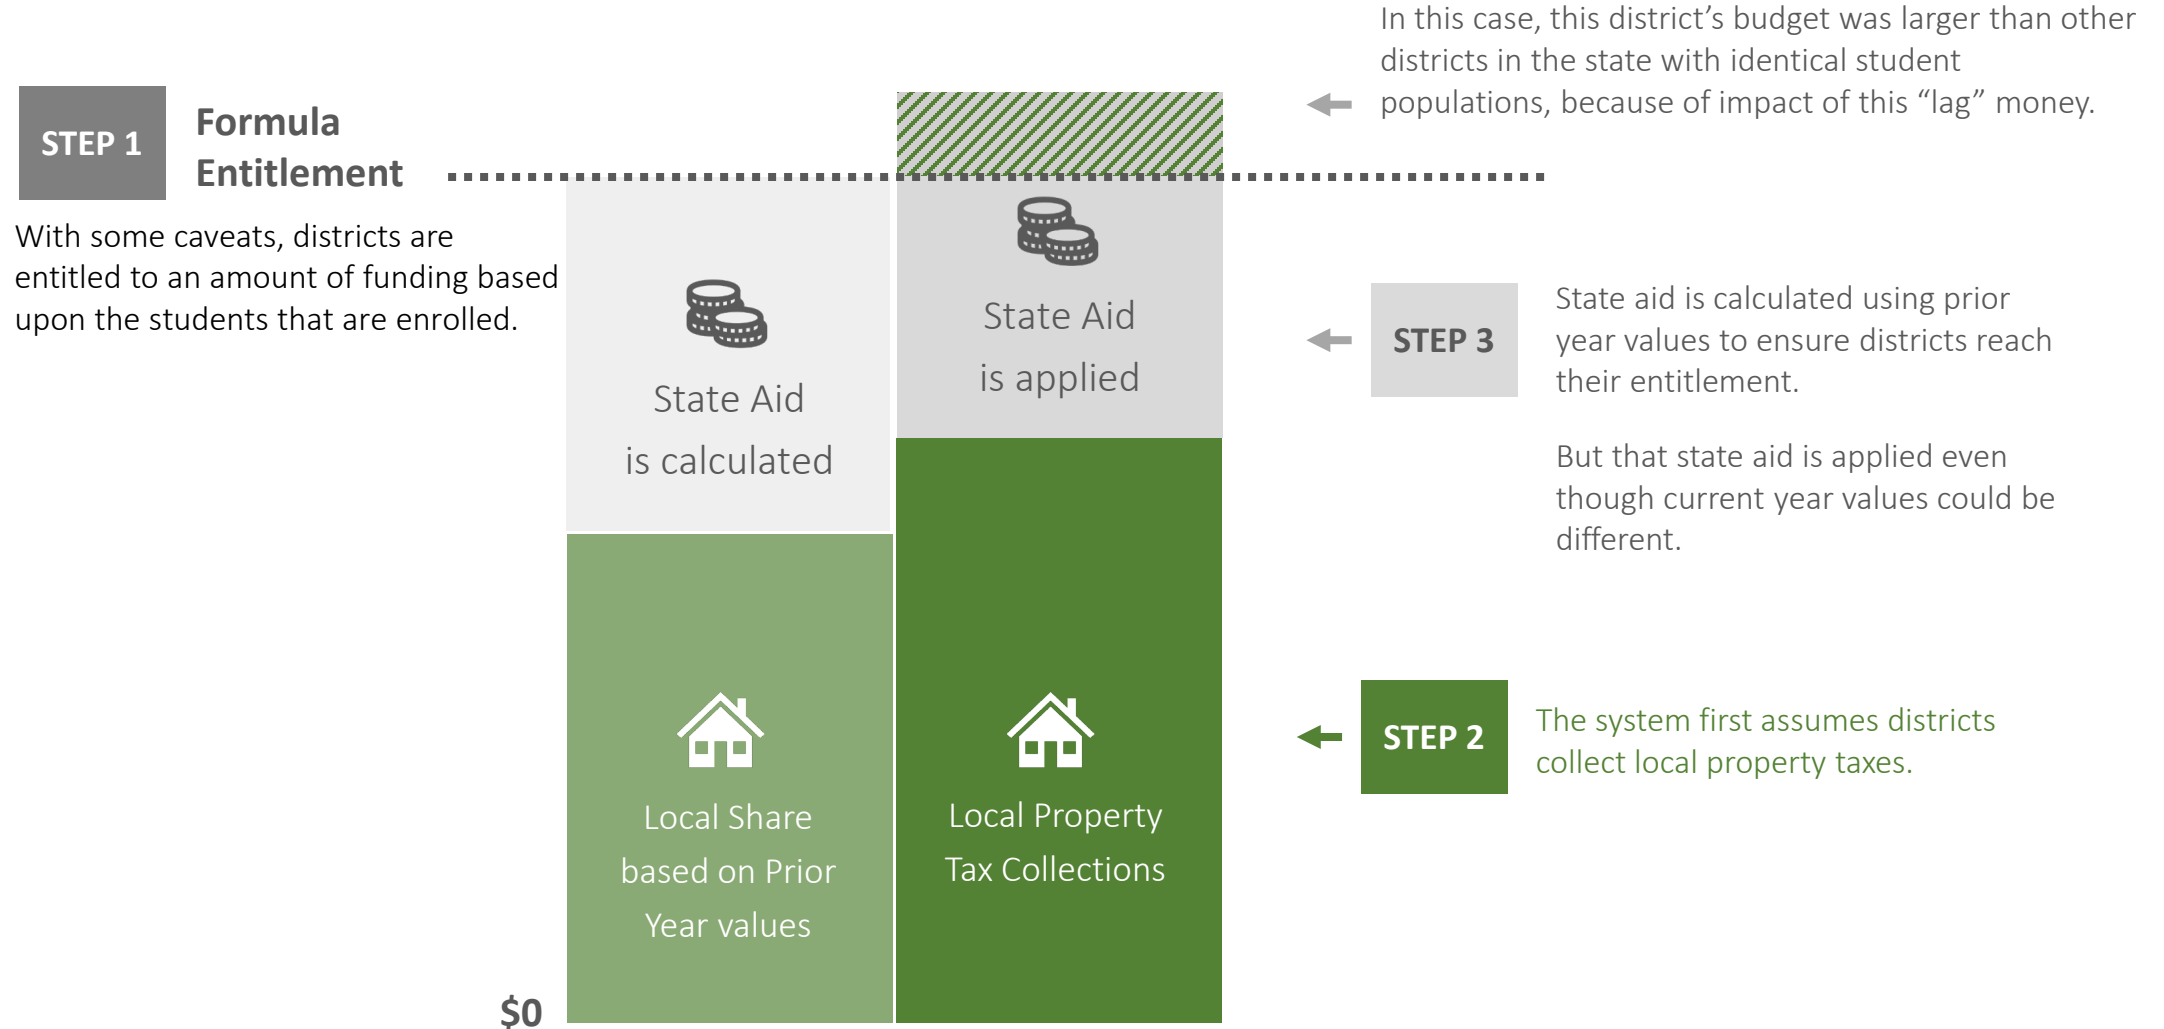 In this case, this district’s budget was larger than other
districts in the state with identical student
populations, because of impact of this “lag” money.
STEP 1
Formula
Entitlement
With some caveats, districts are
entitled to an amount of funding based
upon the students that are enrolled.
State Aid
is calculated
State Aid
is applied
STEP 3
State aid is calculated using prior
year values to ensure districts reach
their entitlement.
But that state aid is applied even
though current year values could be
different.
STEP 2
The system first assumes districts
collect local property taxes.
Local Share
based on Prior
Year values
Local Property
Tax Collections
$0